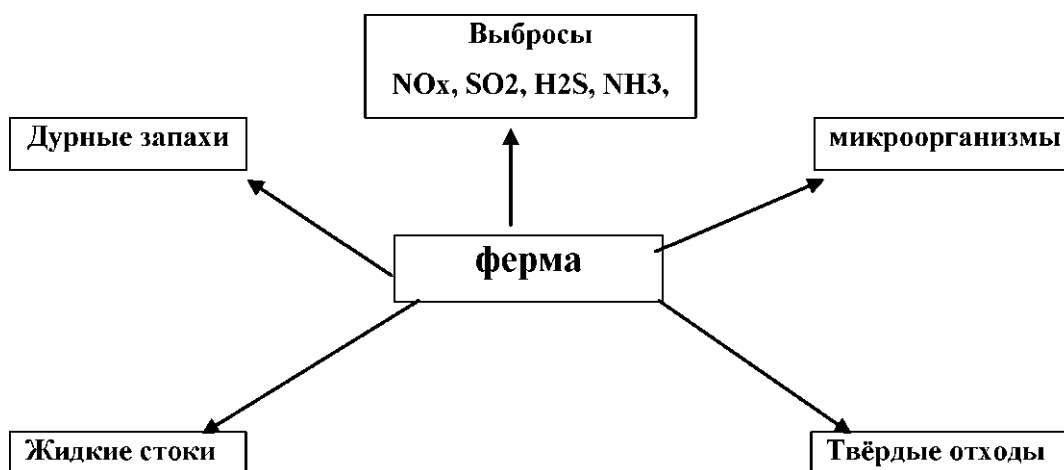 Выбросы
NOx, SO2, H2S, NH3,
Дурные запахи
микроорганизмы
ферма
Жидкие стоки
Твёрдые отходы